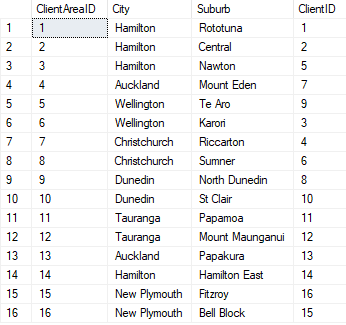 ClientAreaID City Suburb ClientID
1 1 Hamilton Rototuna 1
2 2 Hamilton Central 2
3 3 Hamilton Nawton 5
4 4 Auckland Mount Eden 7
5 5 Wellington Te Aro 9
6 6 Wellington Karori 3
7 7 Christchurch Riccarton 4
8 8 Christchurch Sumner 6
9 9 Dunedin North Dunedin 8
10 10 Dunedin St Clair 10
11 11 Tauranga Papamoa 11
12 12 Tauranga Mount Maunganui 12
13 13 Auckland Papakura 13
14 14 Hamilton Hamilton East 14
15 15 New Plymouth Fitzroy 16
16 16 New Plymouth Bell Block 15